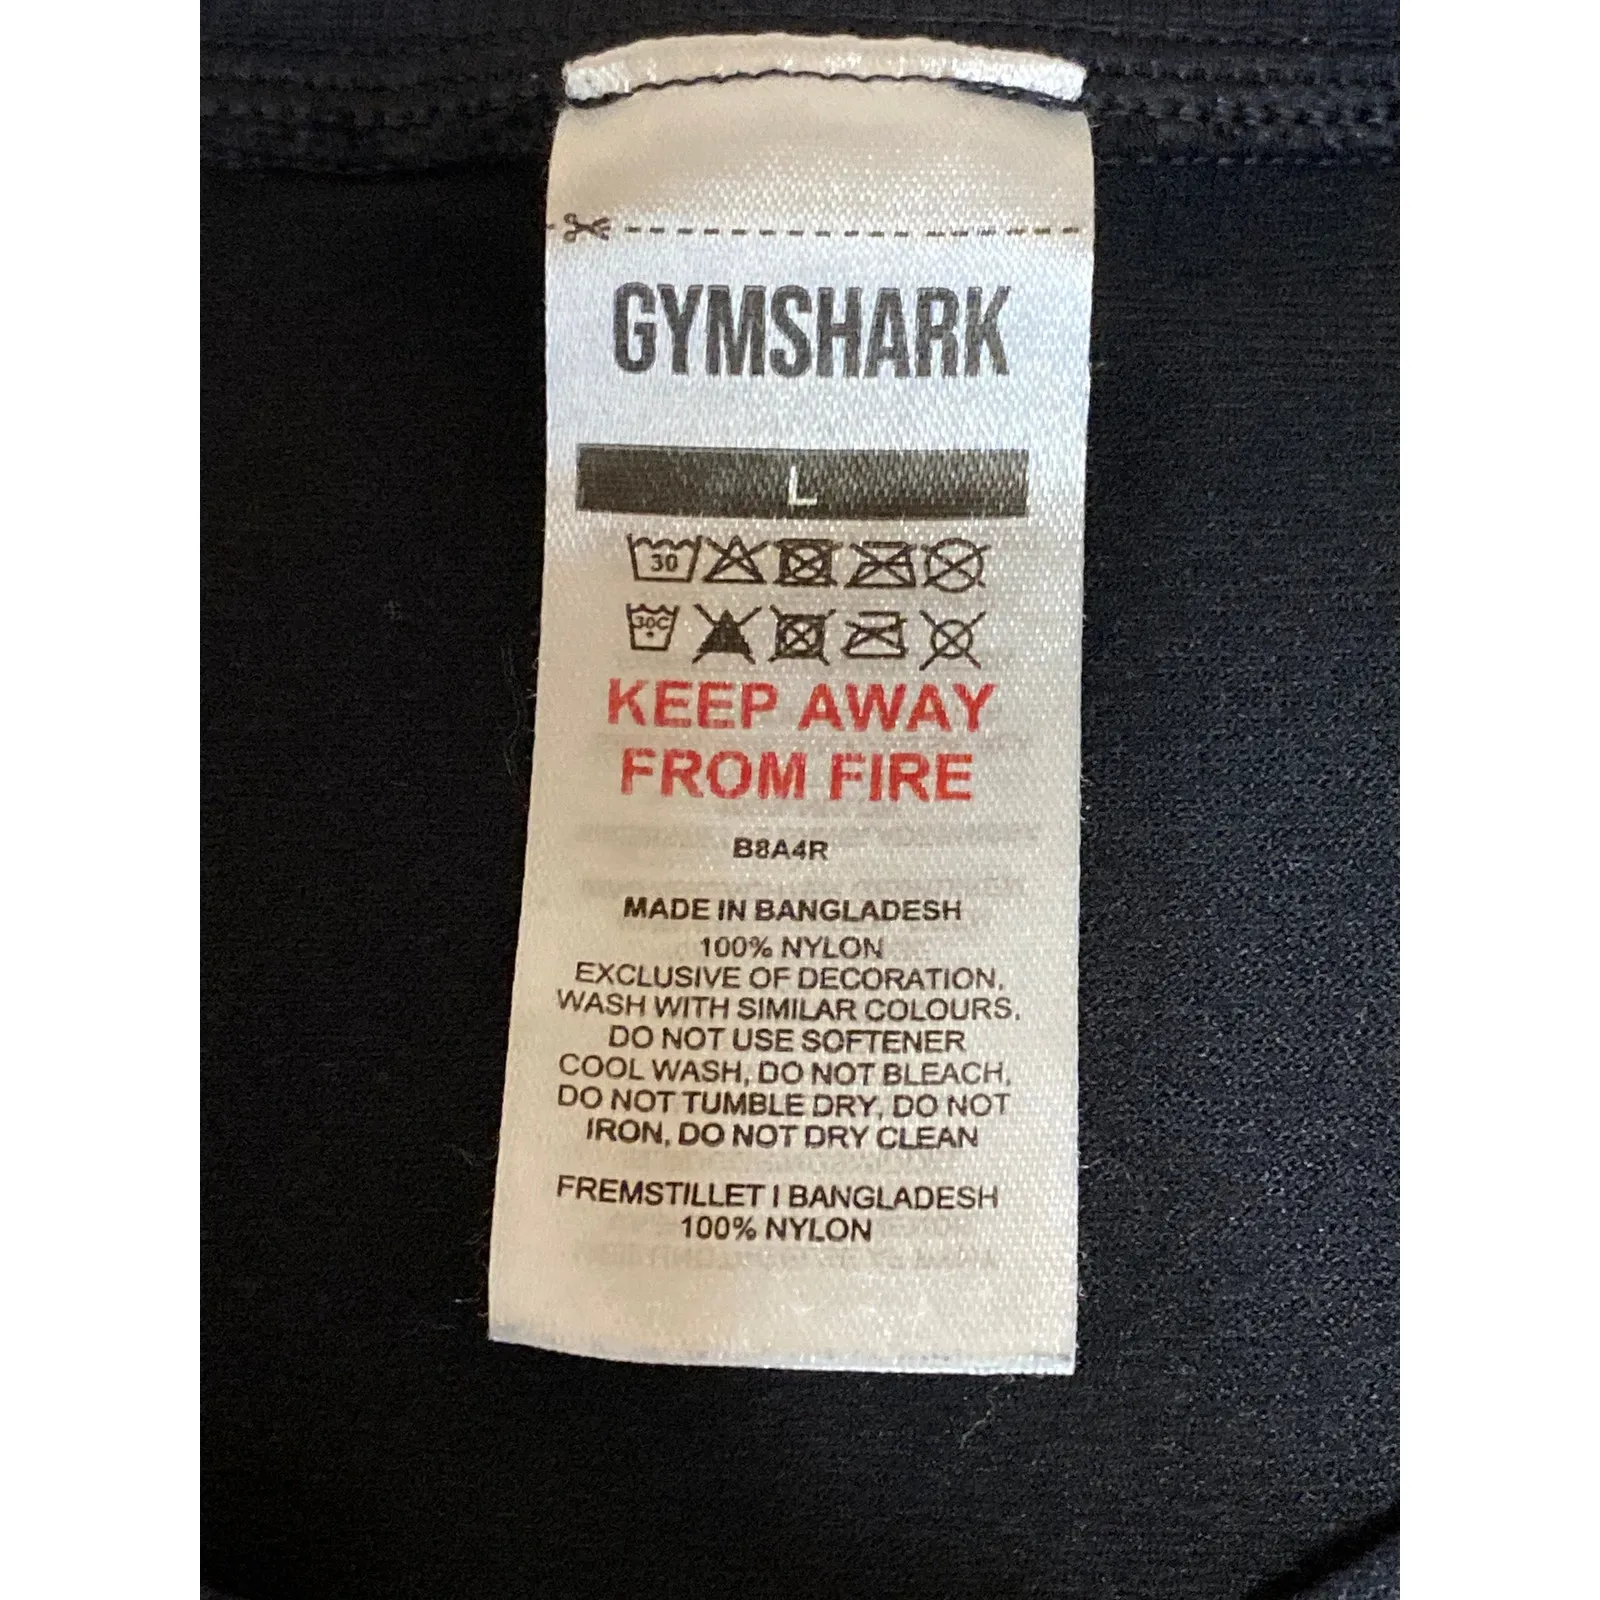 GYMSHARK
L
30
30C
KEEP AWAY
FROM FIRE
B8A4R
MADE IN BANGLADESH
100% NYLON
EXCLUSIVE OF DECORATION.
WASH WITH SIMILAR COLOURS,
DO NOT USE SOFTENER
COOL WASH, DO NOT BLEACH,
DO NOT TUMBLE DRY, DO NOT
IRON, DO NOT DRY CLEAN
FREMSTILLET I BANGLADESH
100% NYLON